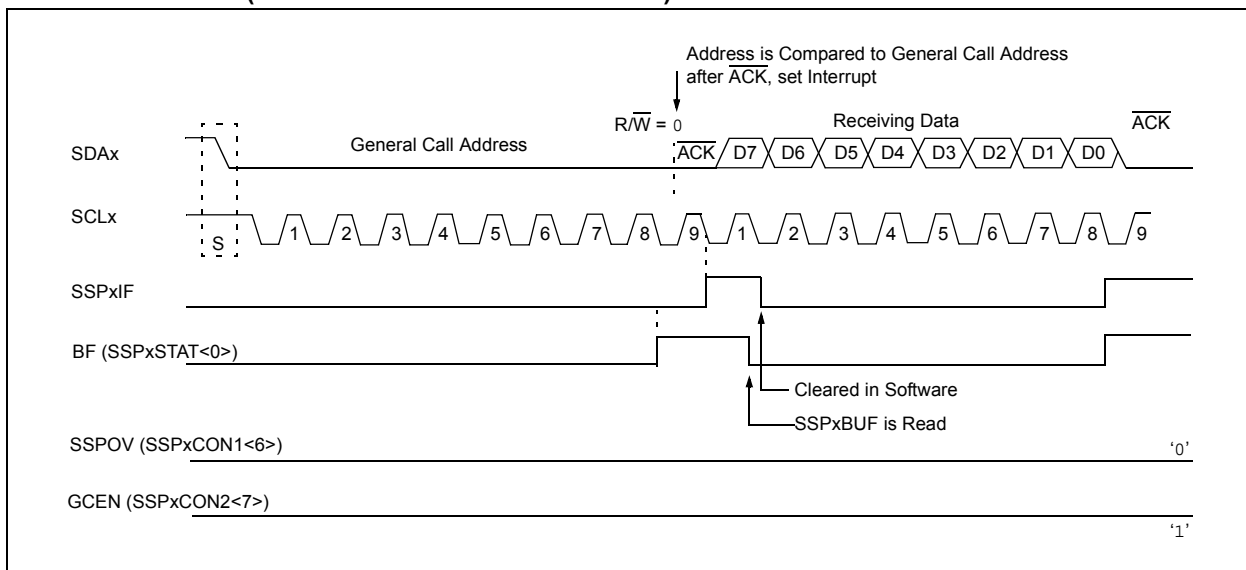 Address is Compared to General Call Address
after ACK, set Interrupt
R/W = 0
Receiving Data
ACK
SDAx
General Call Address
ACK D7 D6 D5 D4 D3 D2 D1 D0
SCLx
S
1 2 3 4 5 6 7 8 9 1 2 3 4 5 6 7 8 9
SSPxIF
BF (SSPxSTAT<0>)
Cleared in Software
SSPxBUF is Read
SSPOV (SSPxCON1<6>)
‘0’
GCEN (SSPxCON2<7>)
‘1’